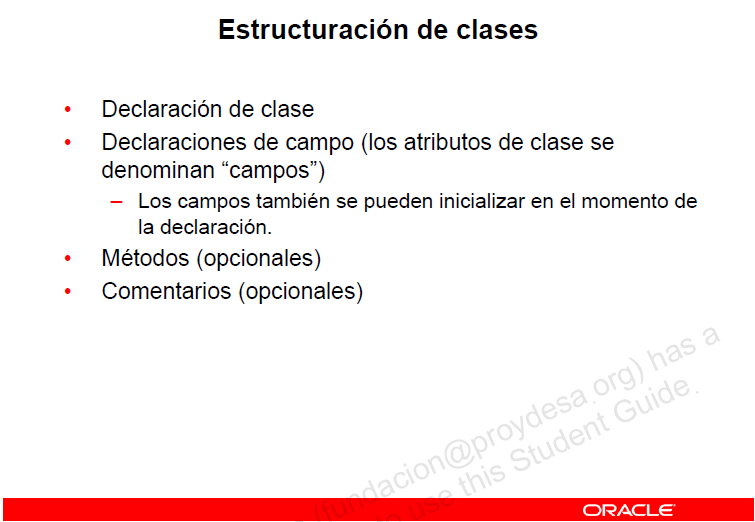 Estructuración de clases
• Declaración de clase
• Declaraciones de campo (los atributos de clase se
denominan “campos”)
– Los campos también se pueden inicializar en el momento de
la declaración.
• Métodos (opcionales)
• Comentarios (opcionales)
(fundacion@proydesa.org) has a
use this Student Guide.
ORACLE